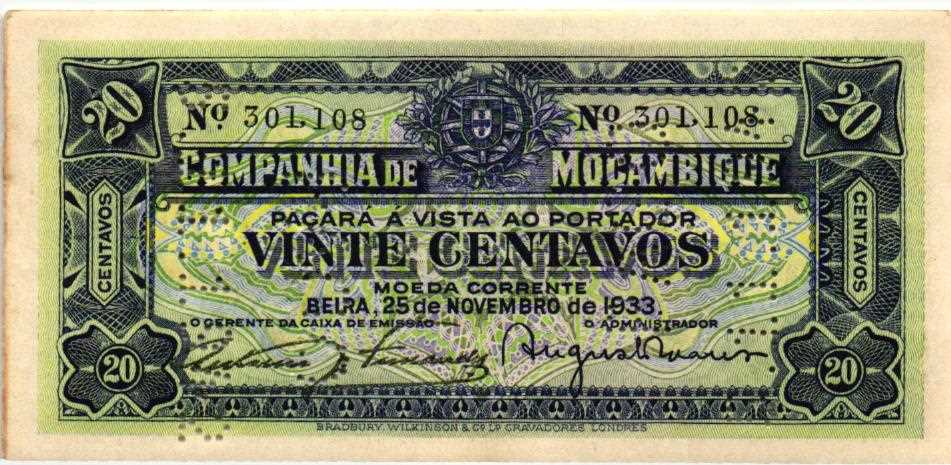 20 20
Nº 301,108 Nº 301,108
COMPANHIA DE MOÇAMBIQUE
PAGARÁ Á VISTA AO PORTADOR
VINTE CENTAVOS
CENTAVOS CENTAVOS
MOEDA CORRENTE
BEIRA, 25 de NOVEMBRO de 1933.
O GERENTE DA CAIXA DE EMISSÃO O ADMINISTRADOR
20 20
BRADBURY, WILKINSON & Cº Lᴅ GRAVADORES LONDRES